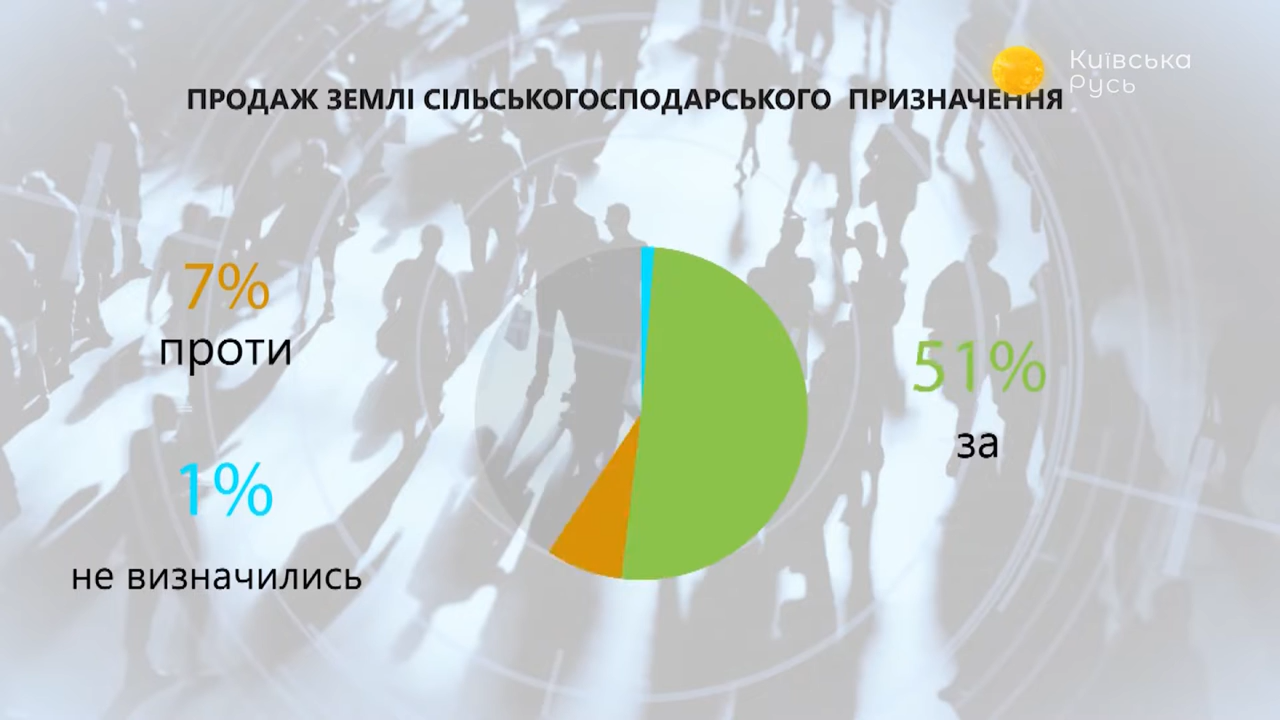 Київська
Русь
ПРОДАЖ ЗЕМЛІ СІЛЬСЬКОГОСПОДАРСЬКОГО ПРИЗНАЧЕННЯ
7%
проти
51%
за
1%
не визначились